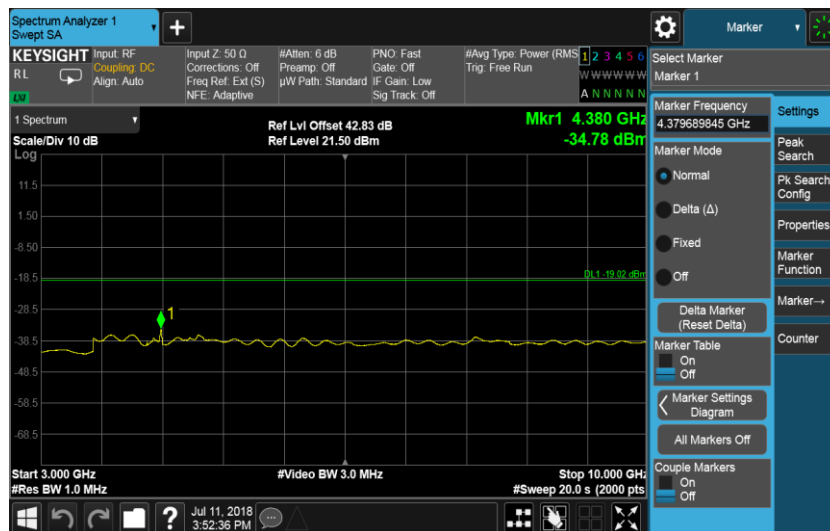 Spectrum Analyzer 1
Swept SA
+
Marker
KEYSIGHT
RL
LXI
Input: RF
Coupling: DC
Align: Auto
Input Z: 50 Ω
Corrections: Off
Freq Ref: Ext (S)
NFE: Adaptive
#Atten: 6 dB
Preamp: Off
µW Path: Standard
PNO: Fast
Gate: Off
IF Gain: Low
Sig Track: Off
#Avg Type: Power (RMS
Trig: Free Run
1 2 3 4 5 6
W W W W W W
A N N N N N
Select Marker
Marker 1
1 Spectrum
Scale/Div 10 dB
Log
Ref Lvl Offset 42.83 dB
Ref Level 21.50 dBm
Mkr1 4.380 GHz
-34.78 dBm
11.5
1.50
-8.50
-18.5
-28.5
-38.5
-48.5
-58.5
-68.5
DL1 -19.02 dBm
1
Start 3.000 GHz
#Res BW 1.0 MHz
#Video BW 3.0 MHz
Stop 10.000 GHz
#Sweep 20.0 s (2000 pts
Marker Frequency
4.379689845 GHz
Marker Mode
Normal
Delta (Δ)
Fixed
Off
Delta Marker
(Reset Delta)
Marker Table
On
Off
Marker Settings
Diagram
All Markers Off
Couple Markers
On
Off
Settings
Peak
Search
Pk Search
Config
Properties
Marker
Function
Marker→
Counter
?
Jul 11, 2018
3:52:36 PM